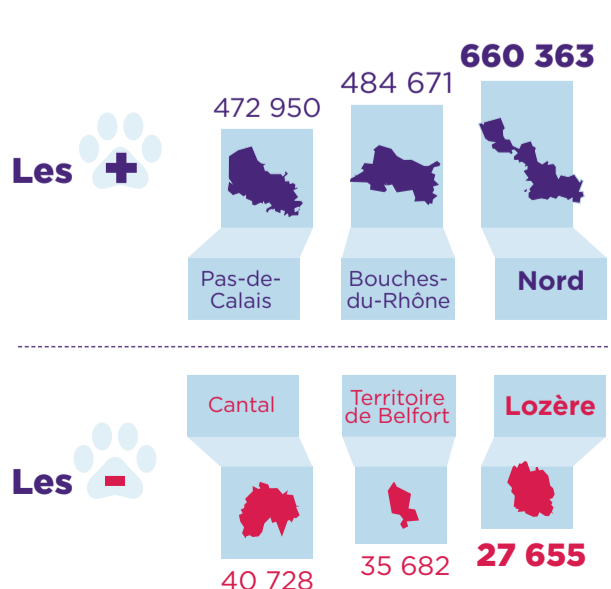 660 363
484 671
472 950
Les +
Pas-de-
Calais
Bouches-
du-Rhône
Nord
Cantal
Territoire
de Belfort
Lozère
Les -
27 655
35 682
40 728